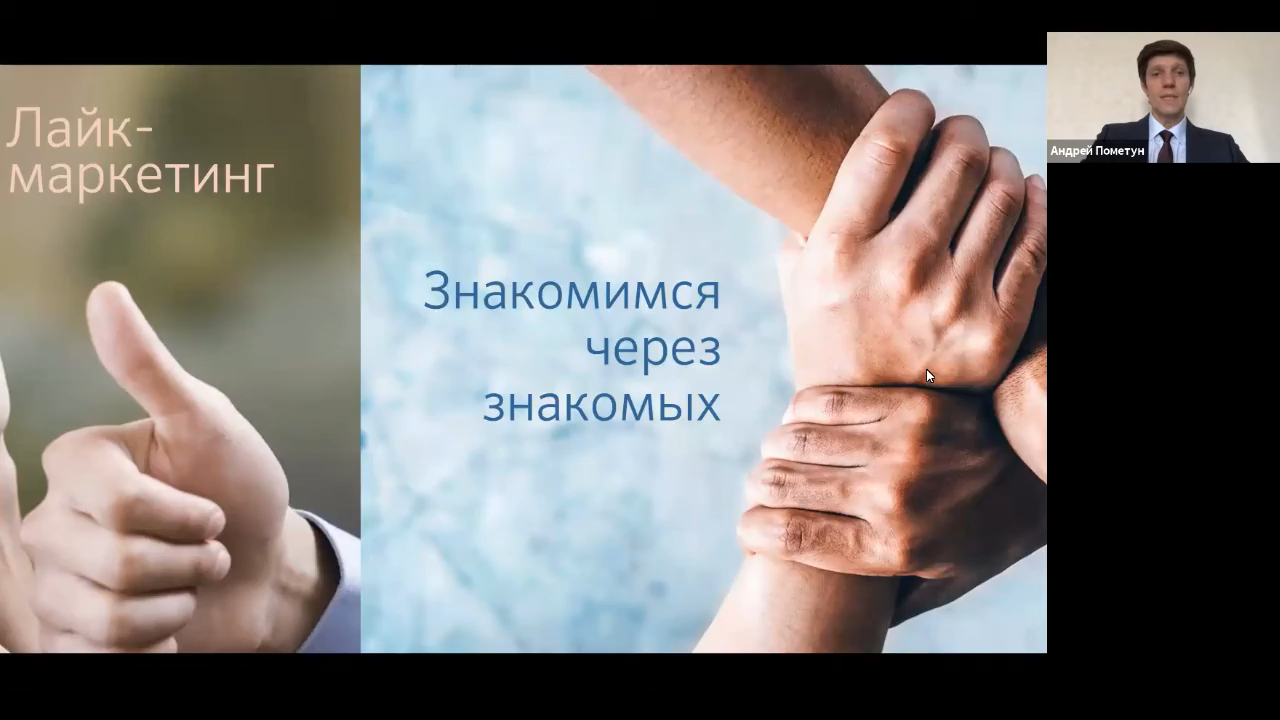 Лайк-
маркетинг
Знакомимся
через
знакомых
Андрей Пометун